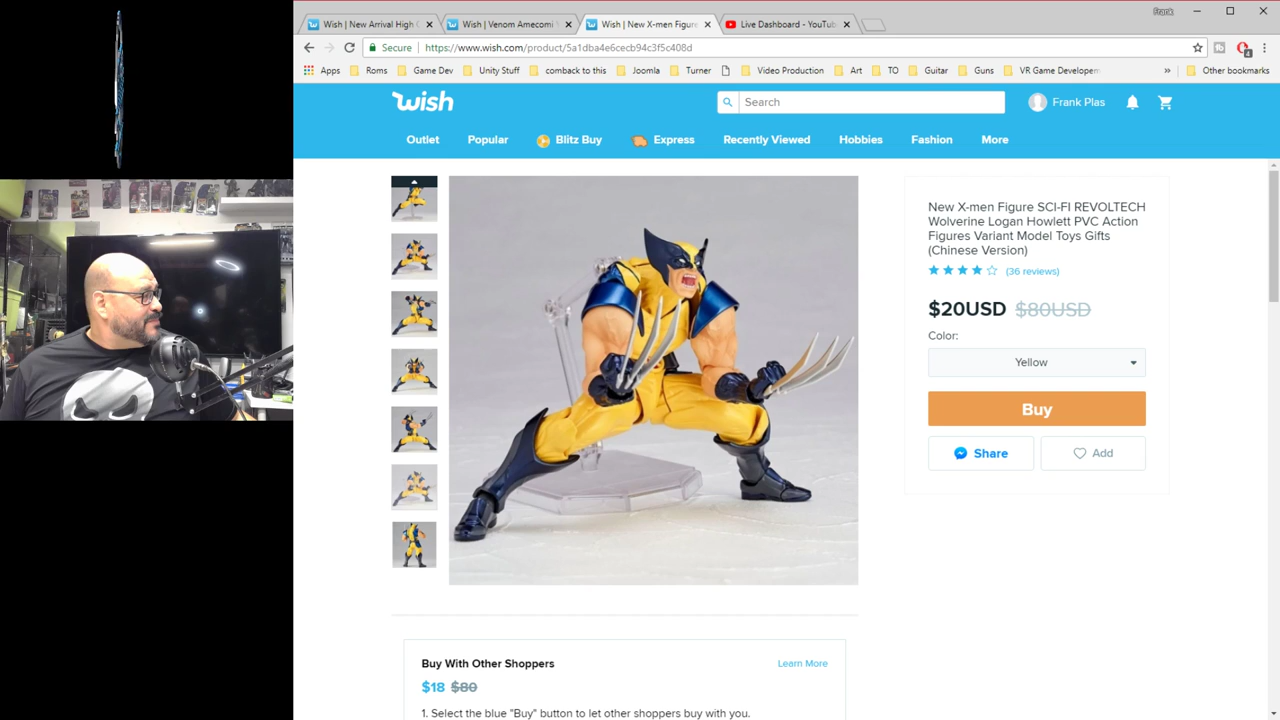 Frank
Wish | New Arrival High
Wish | Venom Amecomi
Wish | New X-men Figure
Live Dashboard - YouTub
Secure
https://www.wish.com/product/5a1dba4e6cecb94c3f5c408d
4
Apps
Roms
Game Dev
Unity Stuff
comback to this
Joomla
Turner
Video Production
Art
TO
Guitar
Guns
VR Game Developem
»
Other bookmarks
wish
Search
Frank Plas
Outlet
Popular
Blitz Buy
Express
Recently Viewed
Hobbies
Fashion
More
New X-men Figure SCI-FI REVOLTECH
Wolverine Logan Howlett PVC Action
Figures Variant Model Toys Gifts
(Chinese Version)
(36 reviews)
$20USD $80USD
Color:
Yellow
Buy
Share
Add
Buy With Other Shoppers
Learn More
$18 $80
1. Select the blue "Buy" button to let other shoppers buy with you.